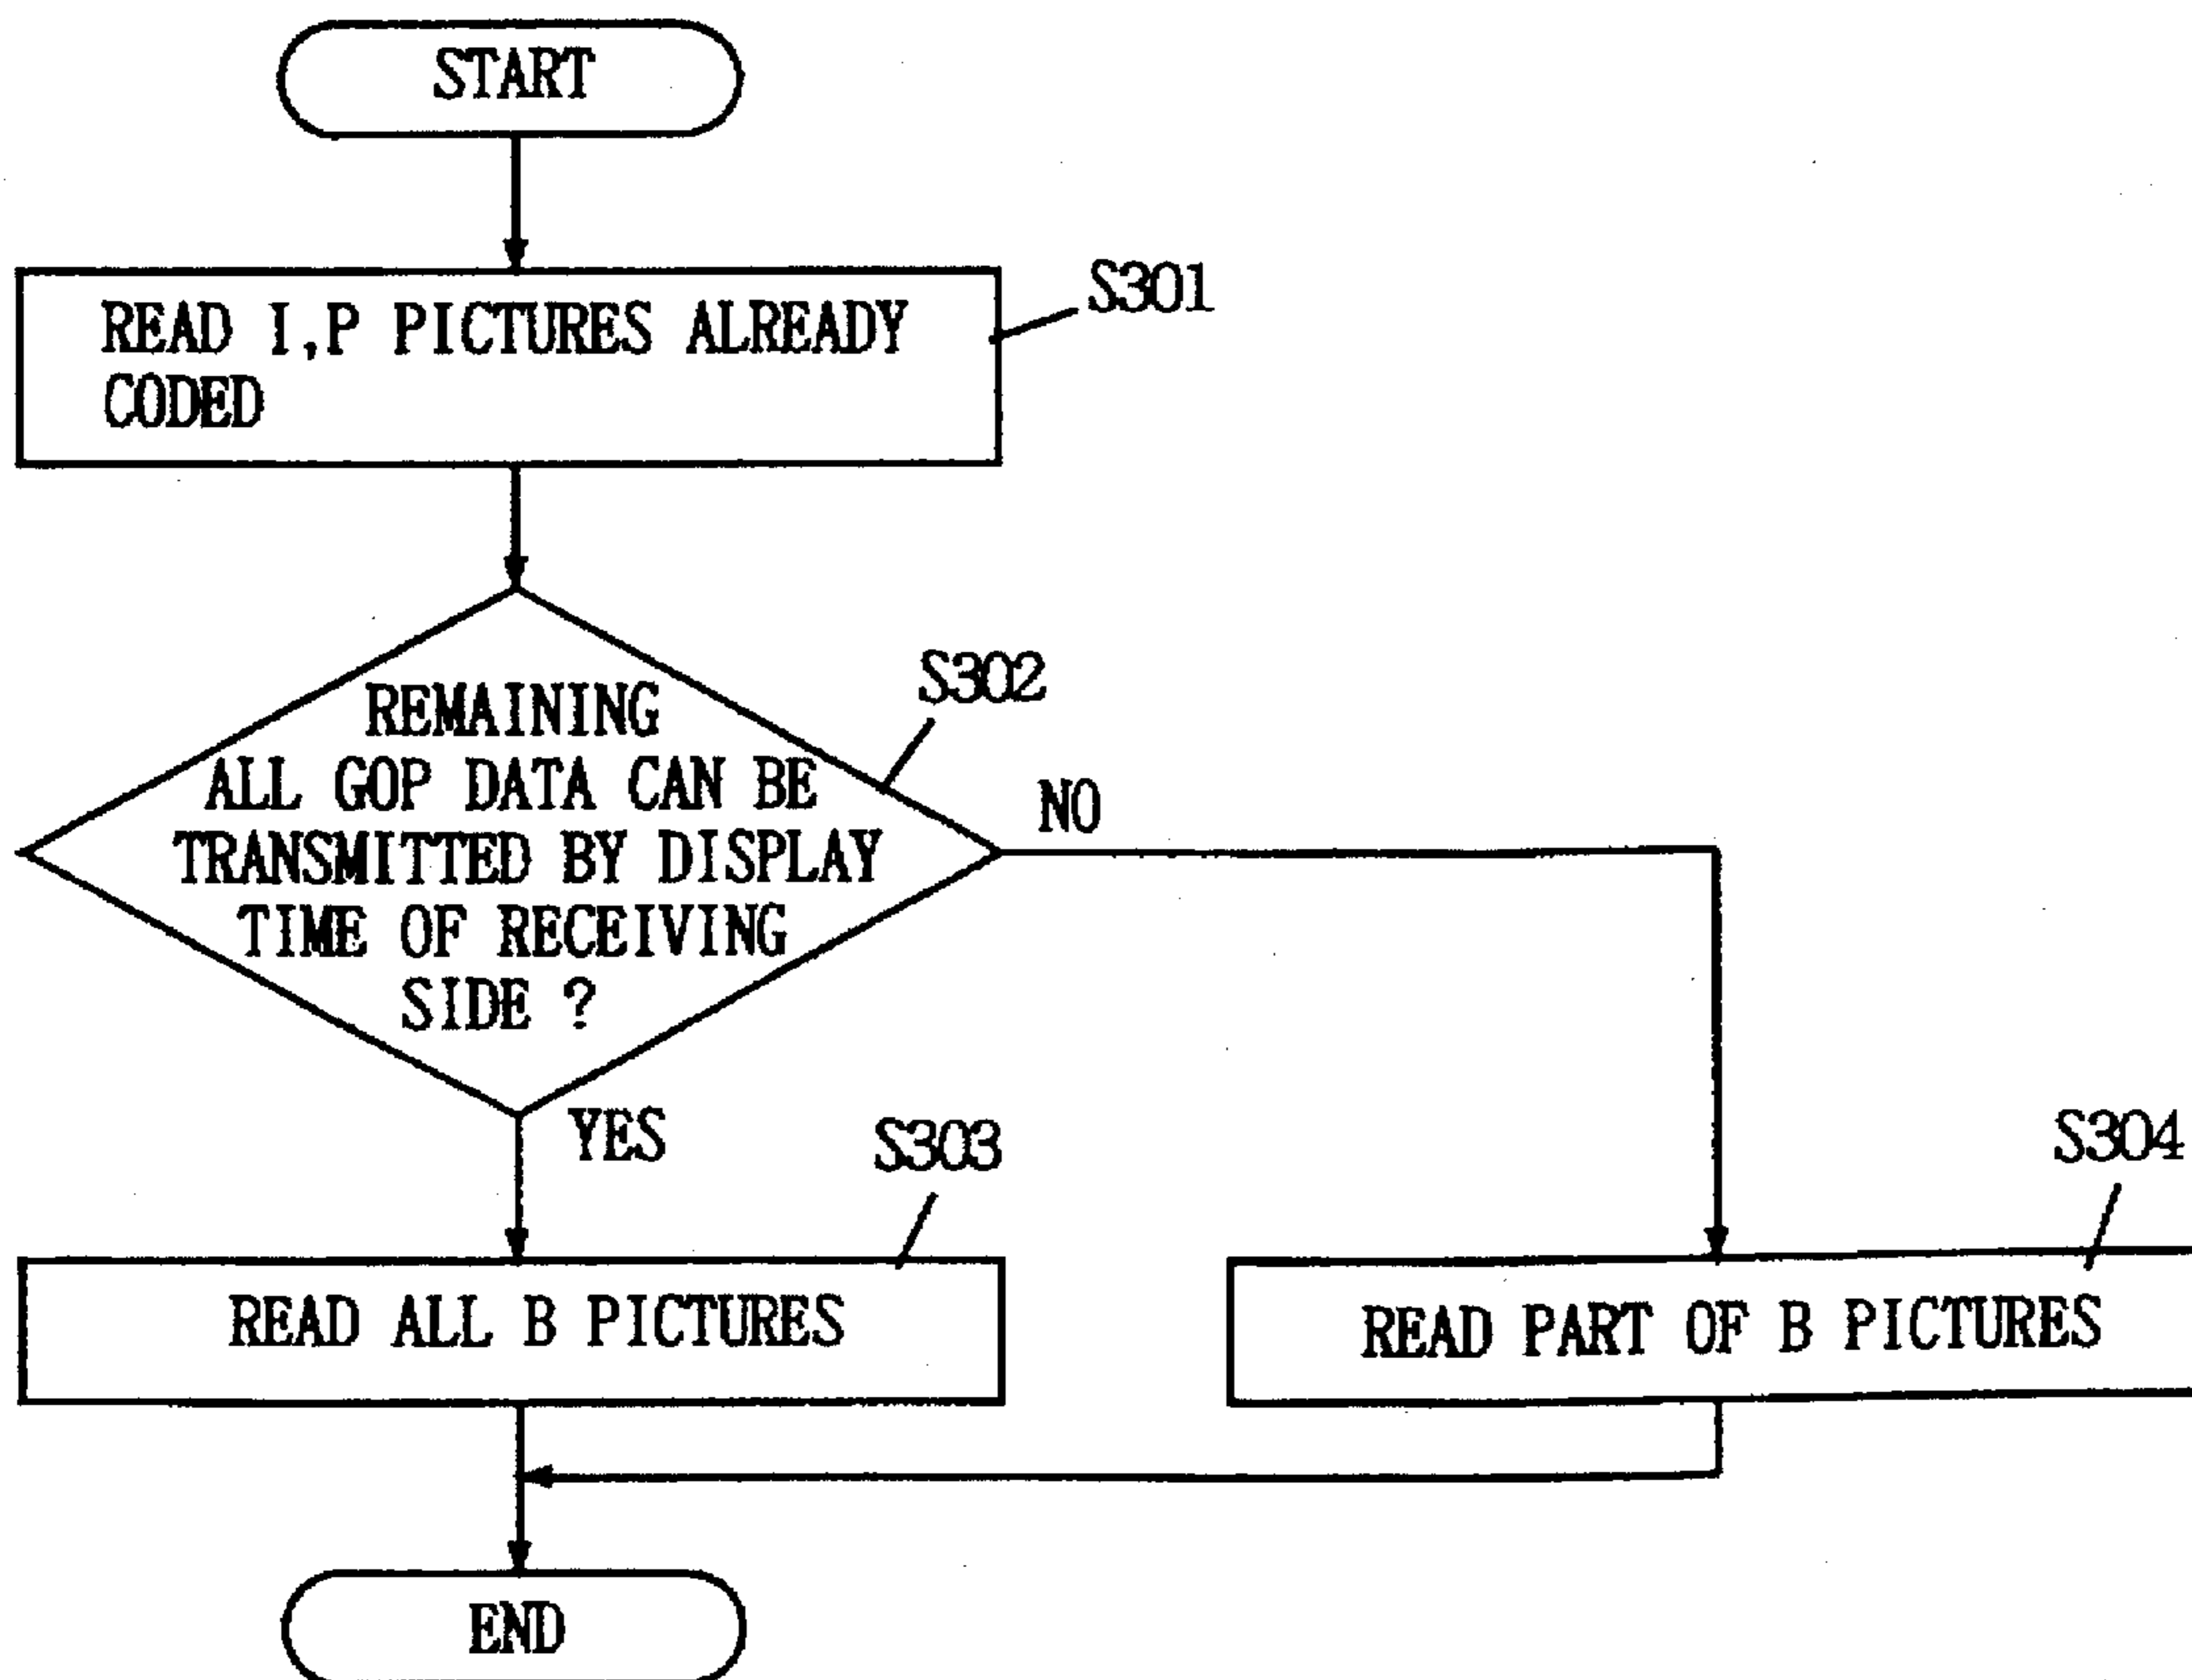 START
READ I,P PICTURES ALREADY
CODED
S301
REMAINING
ALL GOP DATA CAN BE
TRANSMITTED BY DISPLAY
TIME OF RECEIVING
SIDE ?
S302
NO
YES
S303
READ ALL B PICTURES
S304
READ PART OF B PICTURES
END